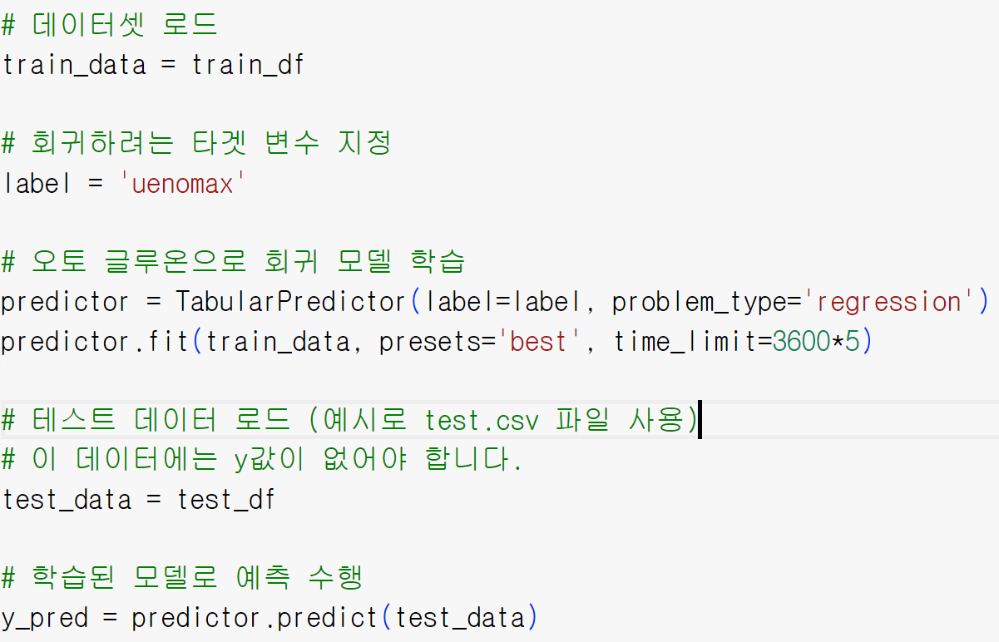 # 데이터셋 로드
train_data = train_df
# 회귀하려는 타겟 변수 지정
label = 'uenomax'
# 오토 글루온으로 회귀 모델 학습
predictor = TabularPredictor(label=label, problem_type='regression')
predictor.fit(train_data, presets='best', time_limit=3600*5)
# 테스트 데이터 로드 (예시로 test.csv 파일 사용)
# 이 데이터에는 y값이 없어야 합니다.
test_data = test_df
# 학습된 모델로 예측 수행
y_pred = predictor.predict(test_data)